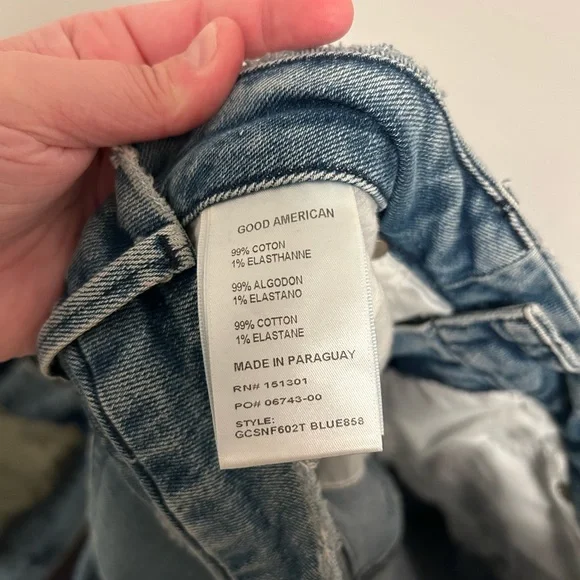 GOOD AMERICAN
99% COTON
1% ELASTHANNE
99% ALGODON
1% ELASTANO
99% COTTON
1% ELASTANE
MADE IN PARAGUAY
RN# 151301
PO# 06743-00
STYLE:
GCSNF602T BLUE858